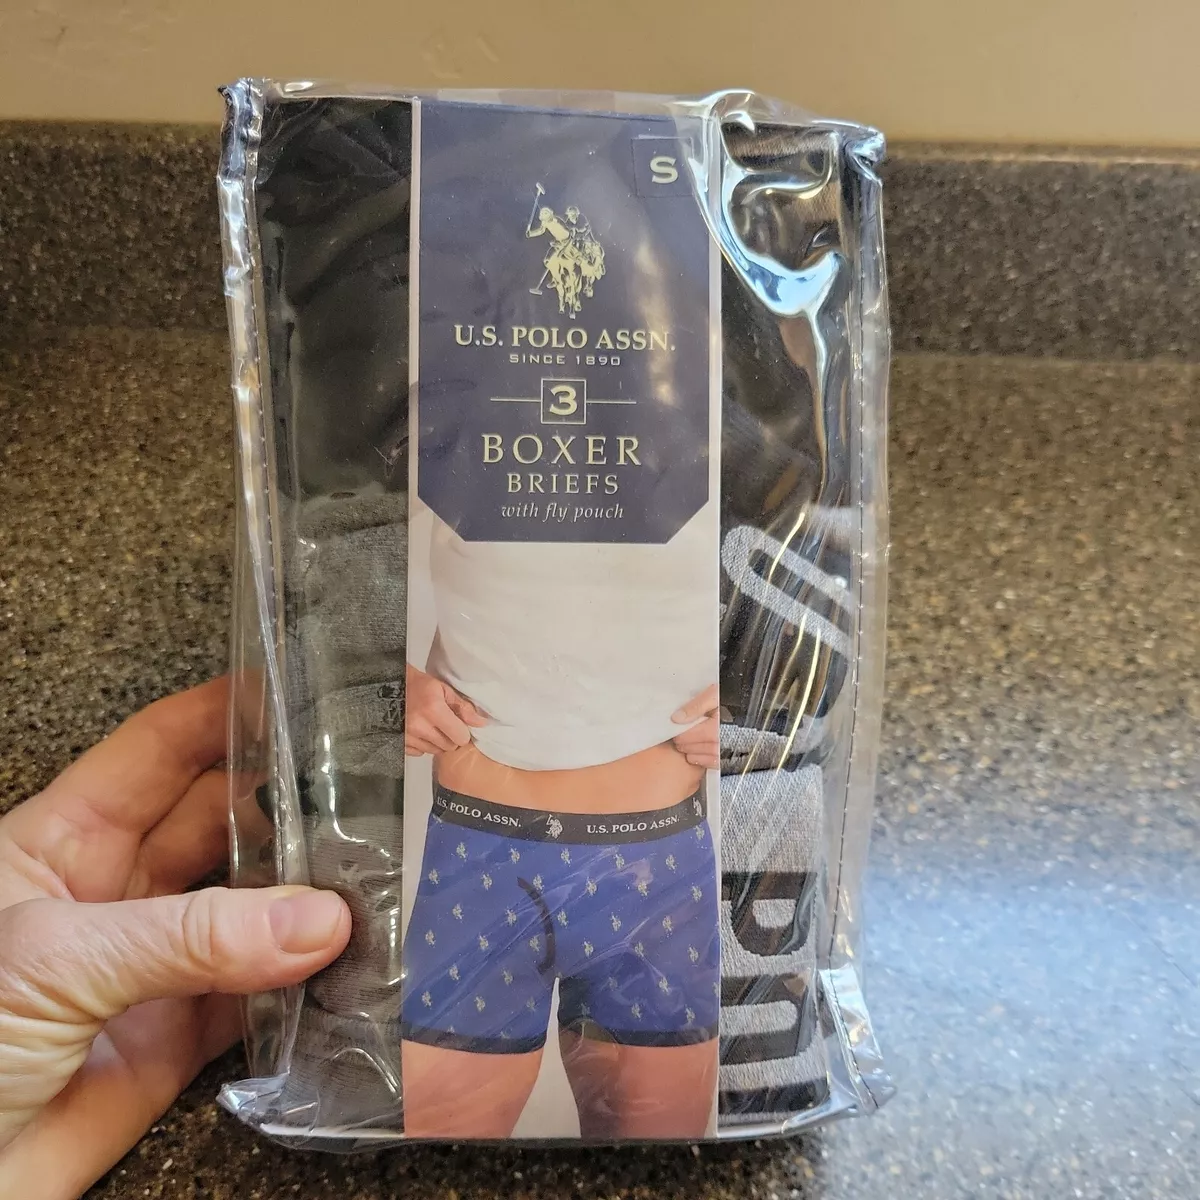 S
U.S. POLO ASSN.
SINCE 1890
3
BOXER
BRIEFS
with fly pouch
U.S. POLO ASSN. U.S. POLO ASSN.